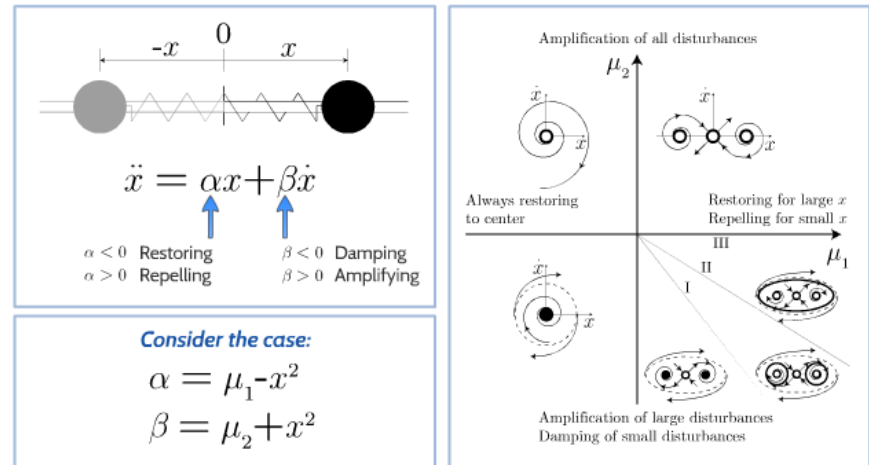 0
-x
x
ẍ = αx+βẋ
α < 0 Restoring
α > 0 Repelling
β < 0 Damping
β > 0 Amplifying
Consider the case:
α = μ₁-x²
β = μ₂+x²
Amplification of all disturbances
μ₂
ẋ
ẋ
x
ẋ
Always restoring
to center
Restoring for large x
Repelling for small x
III
μ₁
II
I
ẋ
x
Amplification of large disturbances
Damping of small disturbances